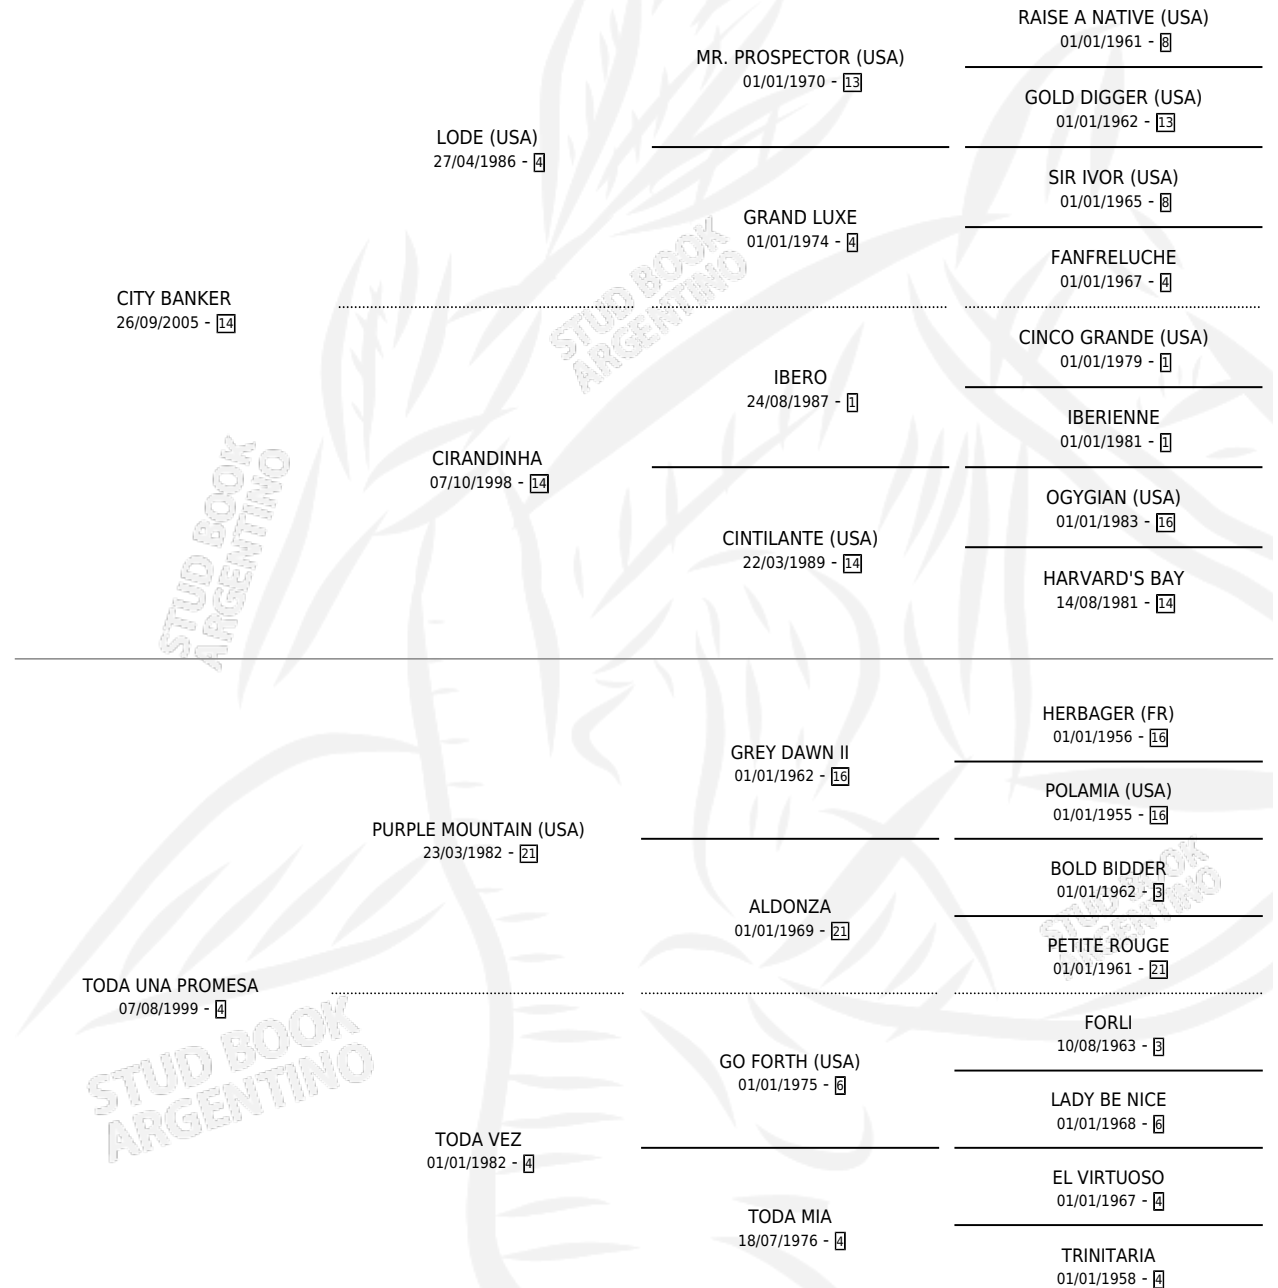 RAISE A NATIVE (USA)
01/01/1961 - 8
MR. PROSPECTOR (USA)
01/01/1970 - 13
GOLD DIGGER (USA)
01/01/1962 - 13
LODE (USA)
27/04/1986 - 4
SIR IVOR (USA)
01/01/1965 - 8
GRAND LUXE
01/01/1974 - 4
FANFRELUCHE
01/01/1967 - 4
CITY BANKER
26/09/2005 - 14
CINCO GRANDE (USA)
01/01/1979 - 1
IBERO
24/08/1987 - 1
IBERIENNE
01/01/1981 - 1
CIRANDINHA
07/10/1998 - 14
OGYGIAN (USA)
01/01/1983 - 16
CINTILANTE (USA)
22/03/1989 - 14
HARVARD'S BAY
14/08/1981 - 14
HERBAGER (FR)
01/01/1956 - 16
GREY DAWN II
01/01/1962 - 16
POLAMIA (USA)
01/01/1955 - 16
PURPLE MOUNTAIN (USA)
23/03/1982 - 21
BOLD BIDDER
01/01/1962 - 3
ALDONZA
01/01/1969 - 21
PETITE ROUGE
01/01/1961 - 21
TODA UNA PROMESA
07/08/1999 - 4
FORLI
10/08/1963 - 3
GO FORTH (USA)
01/01/1975 - 6
LADY BE NICE
01/01/1968 - 6
TODA VEZ
01/01/1982 - 4
EL VIRTUOSO
01/01/1967 - 4
TODA MIA
18/07/1976 - 4
TRINITARIA
01/01/1958 - 4
STUD BOOK
ARGENTINO
STUD BOOK
ARGENTINO
STUD BOOK
ARGENTINO
STUD BOOK
ARGENTINO